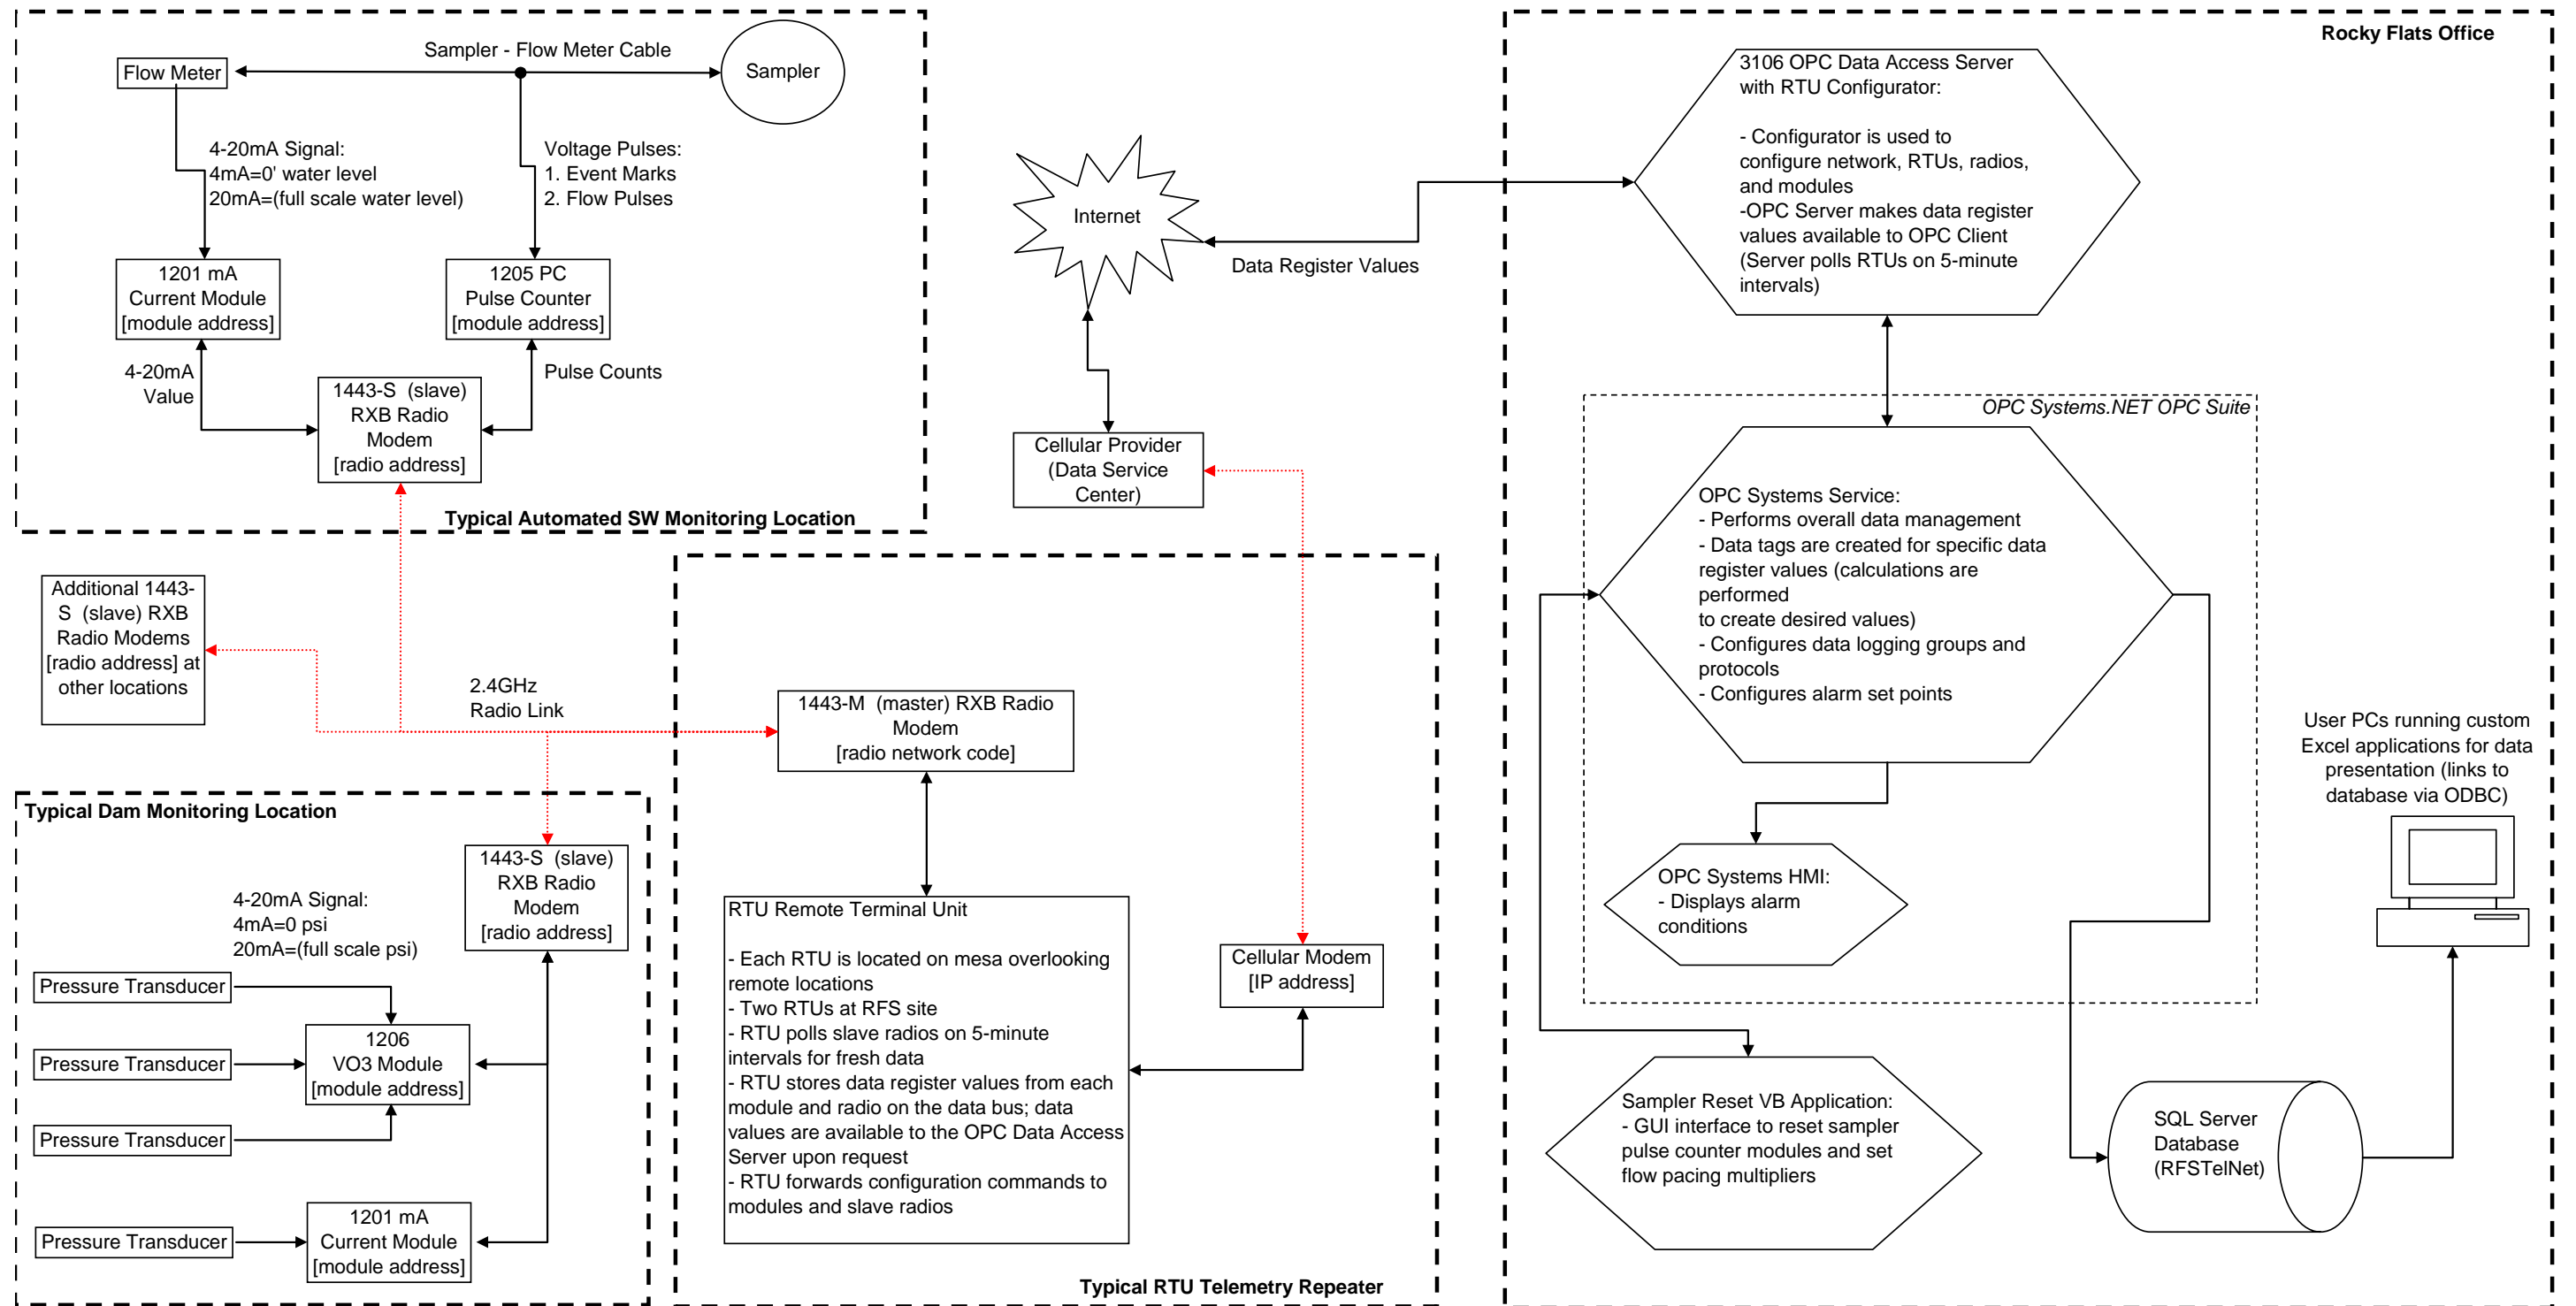 Sampler - Flow Meter Cable
Flow Meter
Sampler
4-20mA Signal:
4mA=0' water level
20mA=(full scale water level)
Voltage Pulses:
1. Event Marks
2. Flow Pulses
1201 mA
Current Module
[module address]
1205 PC
Pulse Counter
[module address]
4-20mA
Value
Pulse Counts
1443-S (slave)
RXB Radio
Modem
[radio address]
Typical Automated SW Monitoring Location
Additional 1443-
S (slave) RXB
Radio Modems
[radio address] at
other locations
2.4GHz
Radio Link
Typical Dam Monitoring Location
1443-S (slave)
RXB Radio
Modem
[radio address]
4-20mA Signal:
4mA=0 psi
20mA=(full scale psi)
Pressure Transducer
Pressure Transducer
Pressure Transducer
1206
VO3 Module
[module address]
Pressure Transducer
1201 mA
Current Module
[module address]
Internet
Data Register Values
Cellular Provider
(Data Service
Center)
1443-M (master) RXB Radio
Modem
[radio network code]
RTU Remote Terminal Unit
- Each RTU is located on mesa overlooking
remote locations
- Two RTUs at RFS site
- RTU polls slave radios on 5-minute
intervals for fresh data
- RTU stores data register values from each
module and radio on the data bus; data
values are available to the OPC Data Access
Server upon request
- RTU forwards configuration commands to
modules and slave radios
Cellular Modem
[IP address]
Typical RTU Telemetry Repeater
Rocky Flats Office
3106 OPC Data Access Server
with RTU Configurator:
- Configurator is used to
configure network, RTUs, radios,
and modules
-OPC Server makes data register
values available to OPC Client
(Server polls RTUs on 5-minute
intervals)
OPC Systems.NET OPC Suite
OPC Systems Service:
- Performs overall data management
- Data tags are created for specific data
register values (calculations are
performed
to create desired values)
- Configures data logging groups and
protocols
- Configures alarm set points
OPC Systems HMI:
- Displays alarm
conditions
User PCs running custom
Excel applications for data
presentation (links to
database via ODBC)
Sampler Reset VB Application:
- GUI interface to reset sampler
pulse counter modules and set
flow pacing multipliers
SQL Server
Database
(RFSTelNet)